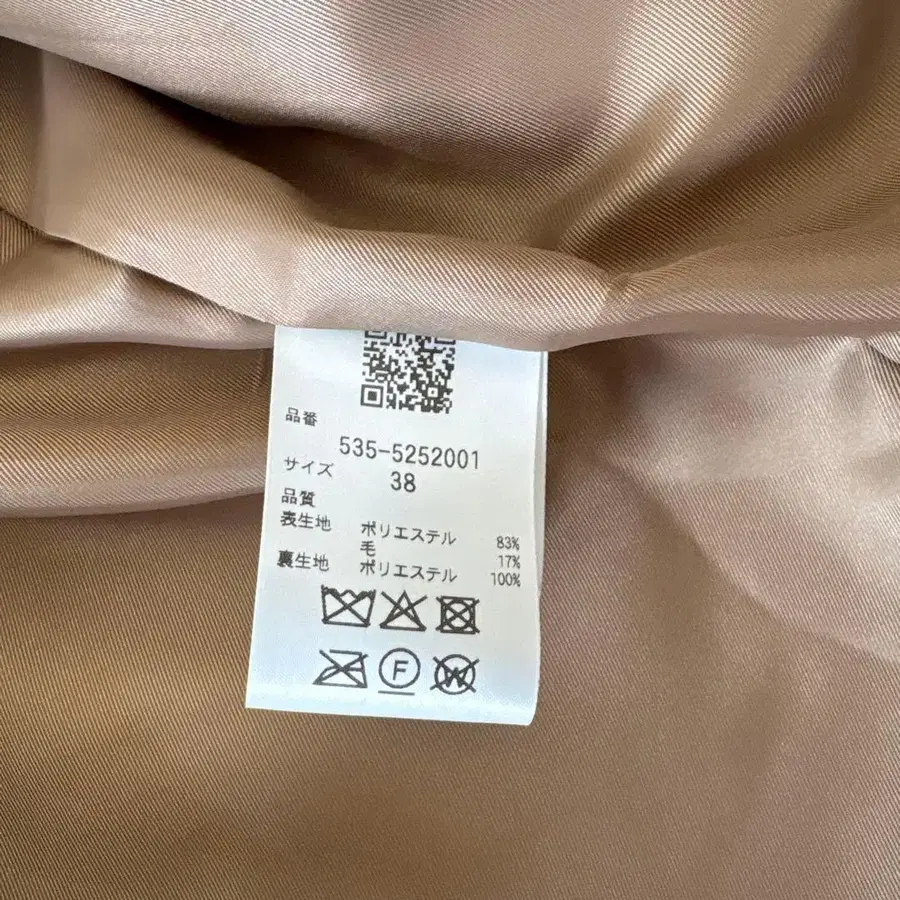 品番
535-5252001
サイズ 38
品質
表生地 ポリエステル 83%
毛 17%
裏生地 ポリエステル 100%
F
W